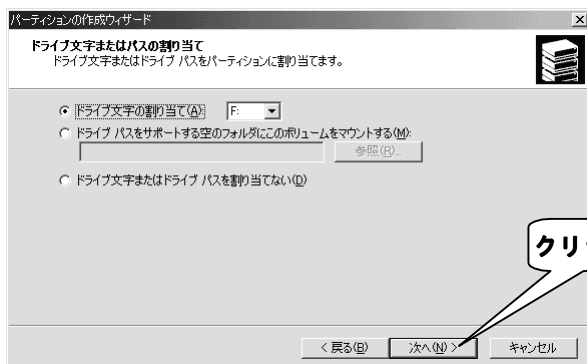 パーティションの作成ウィザード
ドライブ文字またはパスの割り当て
ドライブ文字またはドライブ パスをパーティションに割り当てます。
ドライブ文字の割り当て(A) F:
ドライブ パスをサポートする空のフォルダにこのボリュームをマウントする(M):
参照(R)...
ドライブ文字またはドライブ パスを割り当てない(D)
クリ
< 戻る(B) 次へ(N) > キャンセル